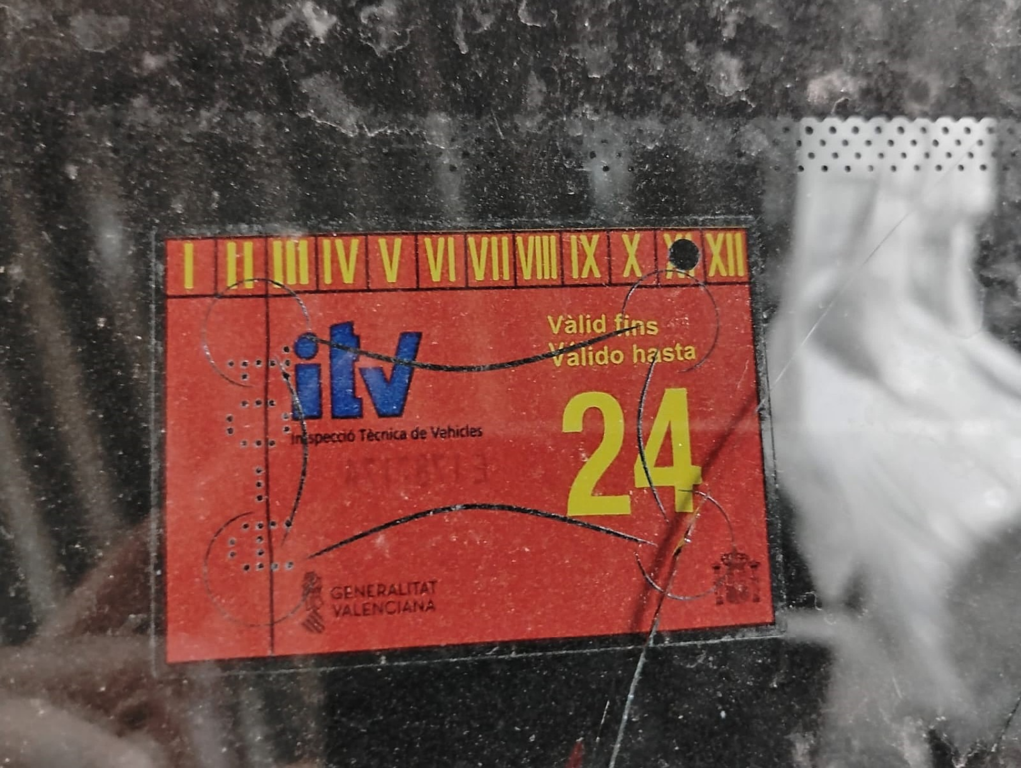 I II III IV V VI VII VIII IX X XI XII
itv
Inspecció Tècnica de Vehicles
Vàlid fins
Válido hasta
24
GENERALITAT
VALENCIANA